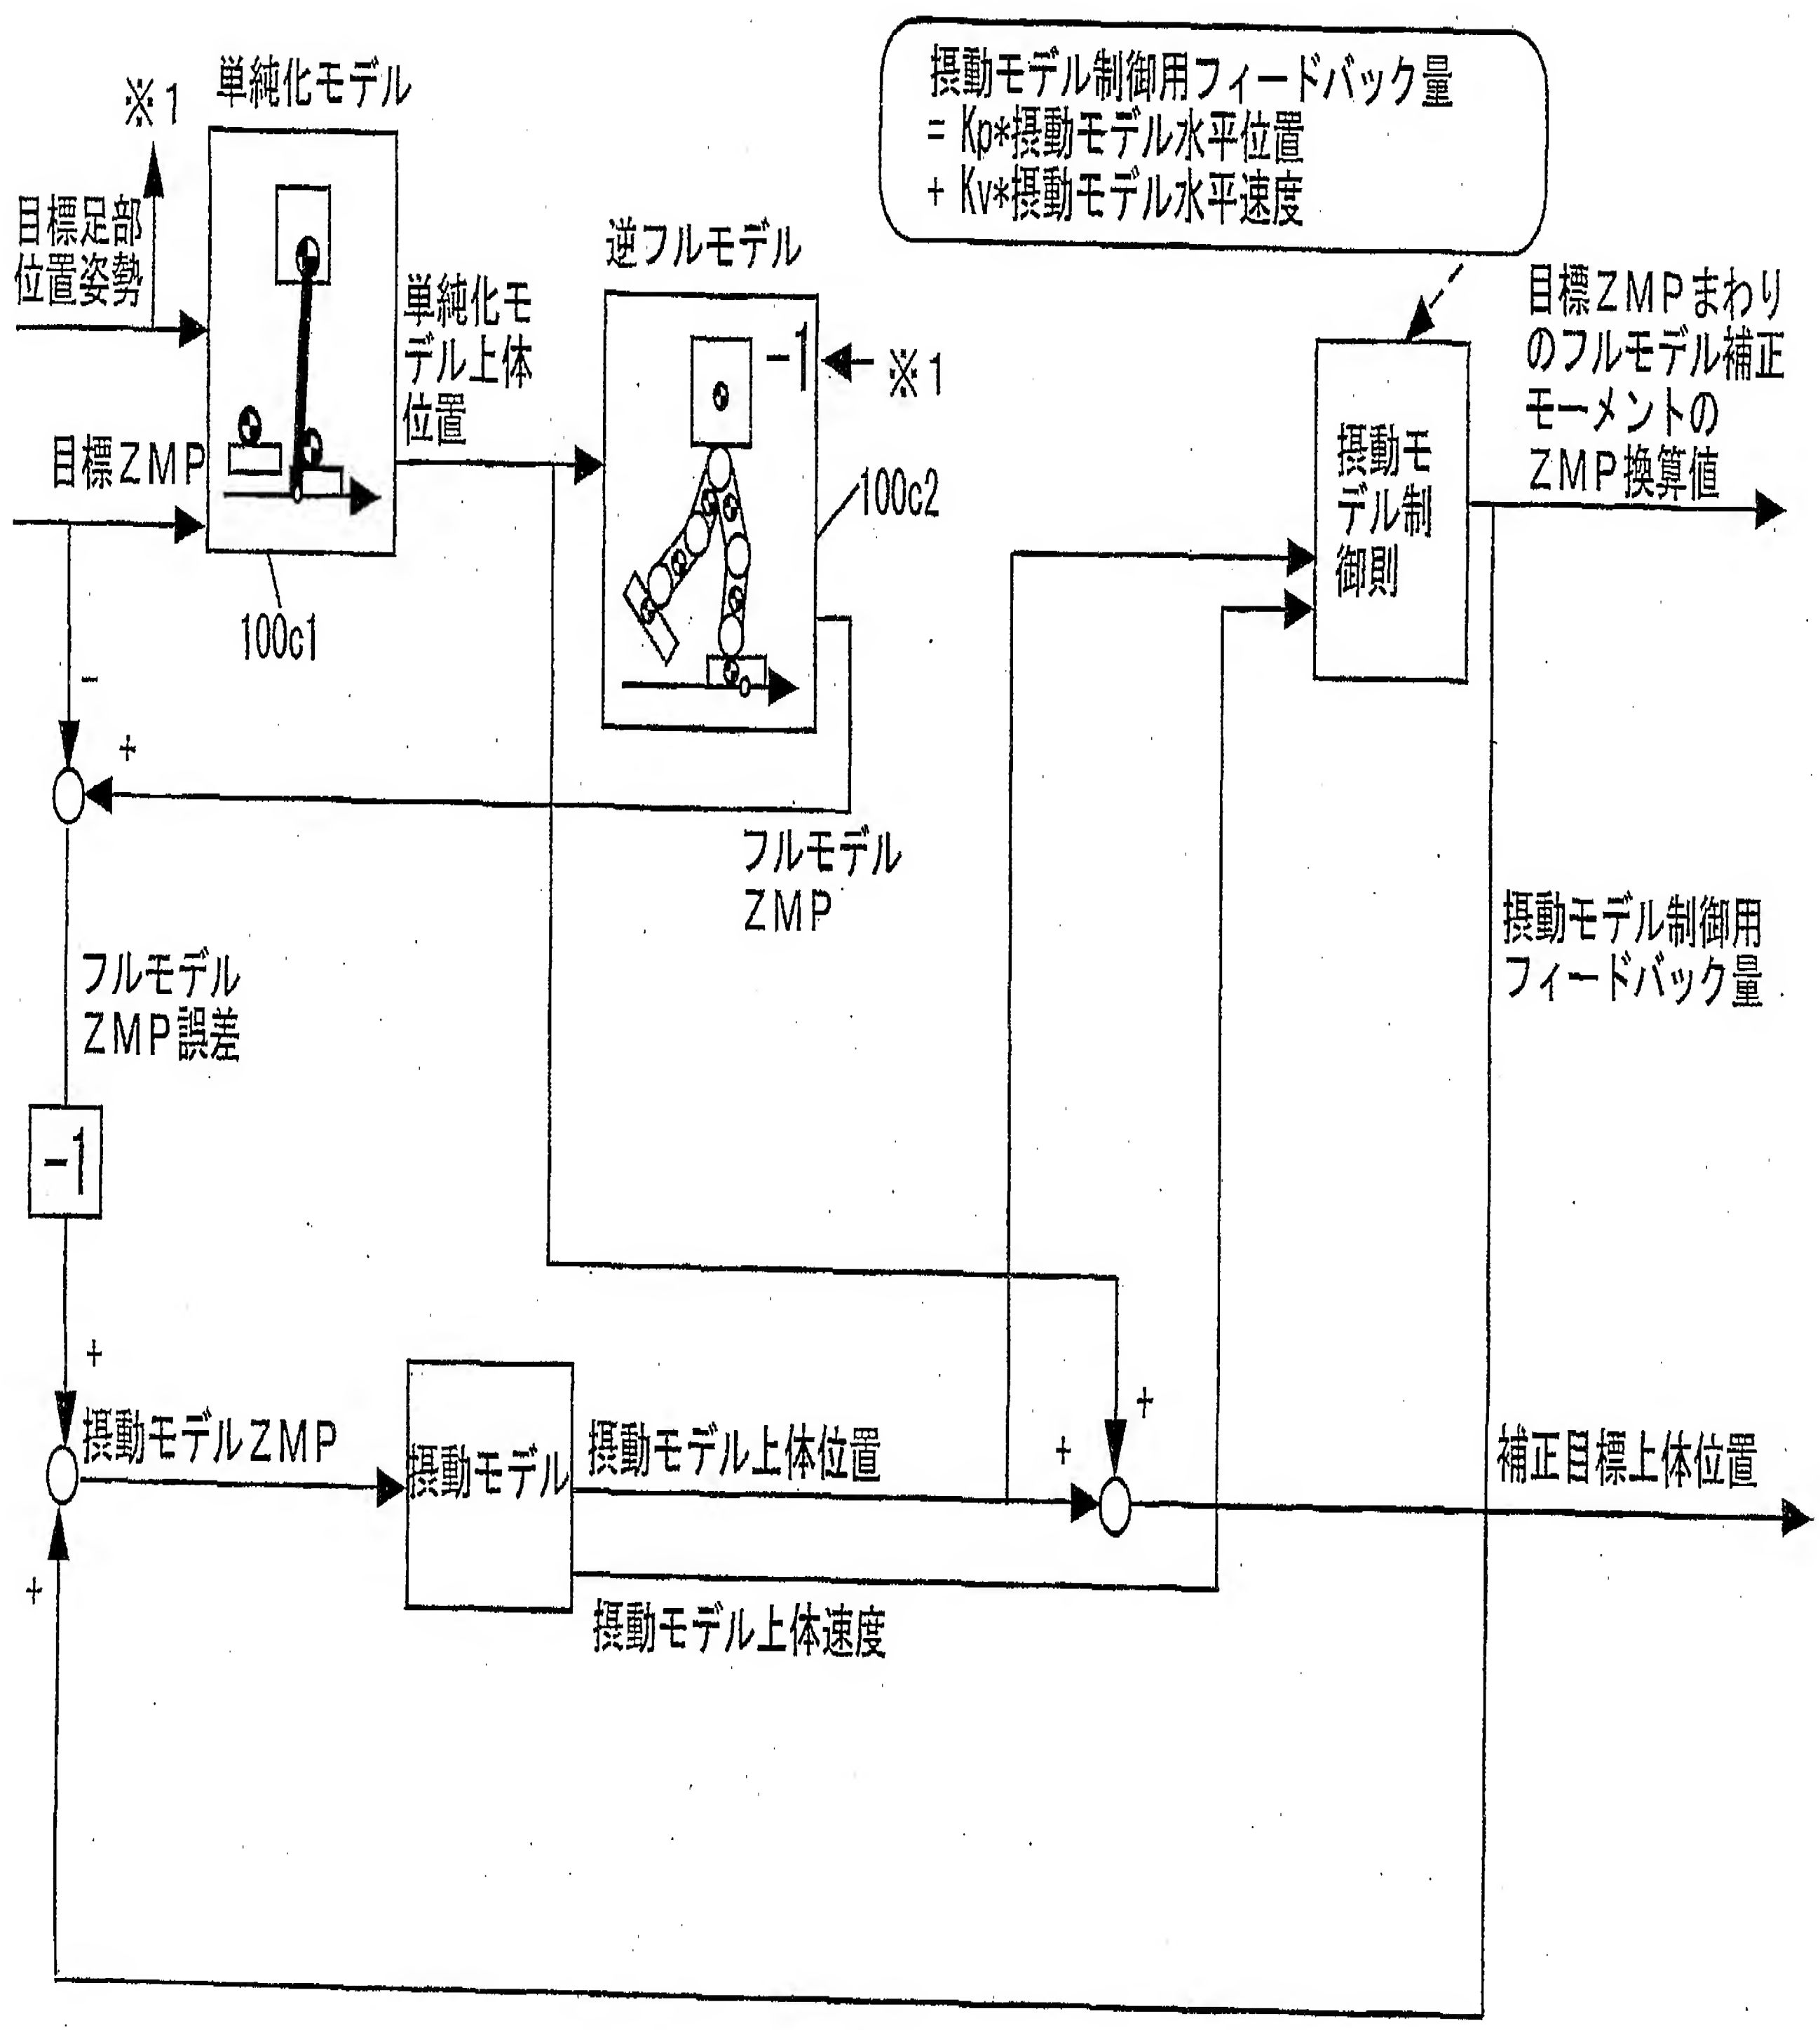 ※1
単純化モデル
目標足部
位置姿勢
目標ZMP
100c1
単純化モ
デル上体
位置
逆フルモデル
-1
※1
100c2
摂動モデル制御用フィードバック量
= Kp*摂動モデル水平位置
+ Kv*摂動モデル水平速度
摂動モ
デル制
御則
目標ZMPまわり
のフルモデル補正
モーメントの
ZMP換算値
-
+
フルモデル
ZMP
フルモデル
ZMP誤差
-1
摂動モデル制御用
フィードバック量
+
摂動モデルZMP
+
摂動モデル
摂動モデル上体位置
摂動モデル上体速度
+
+
補正目標上体位置